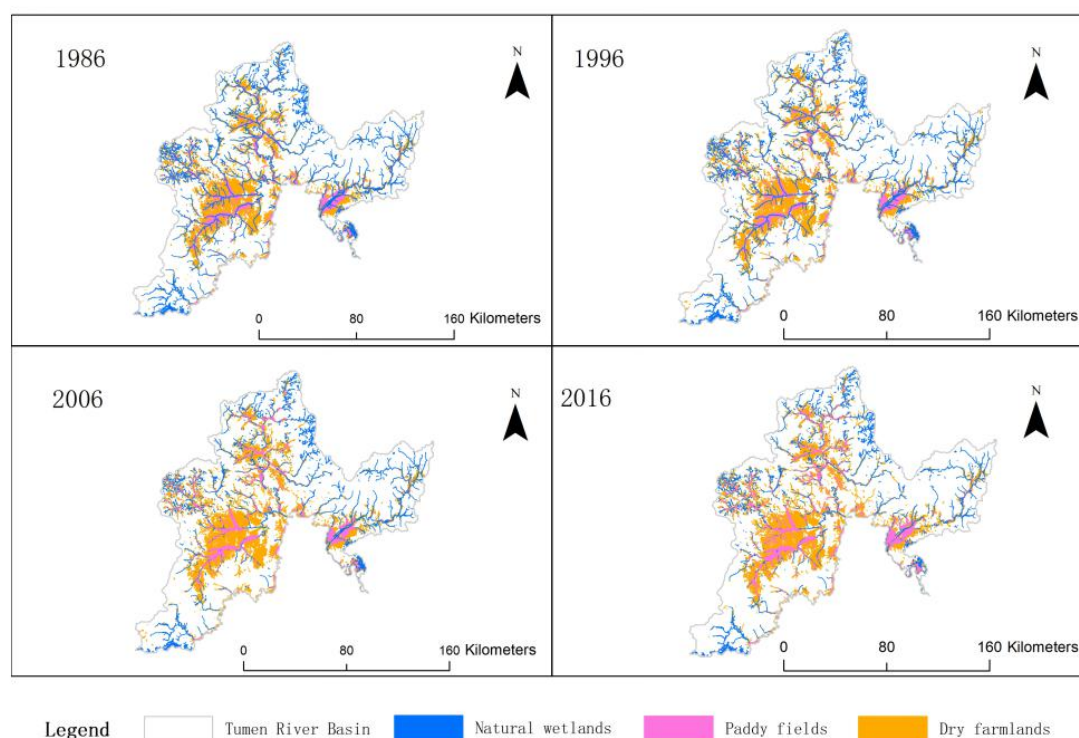 1986
N
0 80 160 Kilometers
1996
N
0 80 160 Kilometers
2006
N
0 80 160 Kilometers
2016
N
0 80 160 Kilometers
Legend Tumen River Basin Natural wetlands Paddy fields Dry farmlands